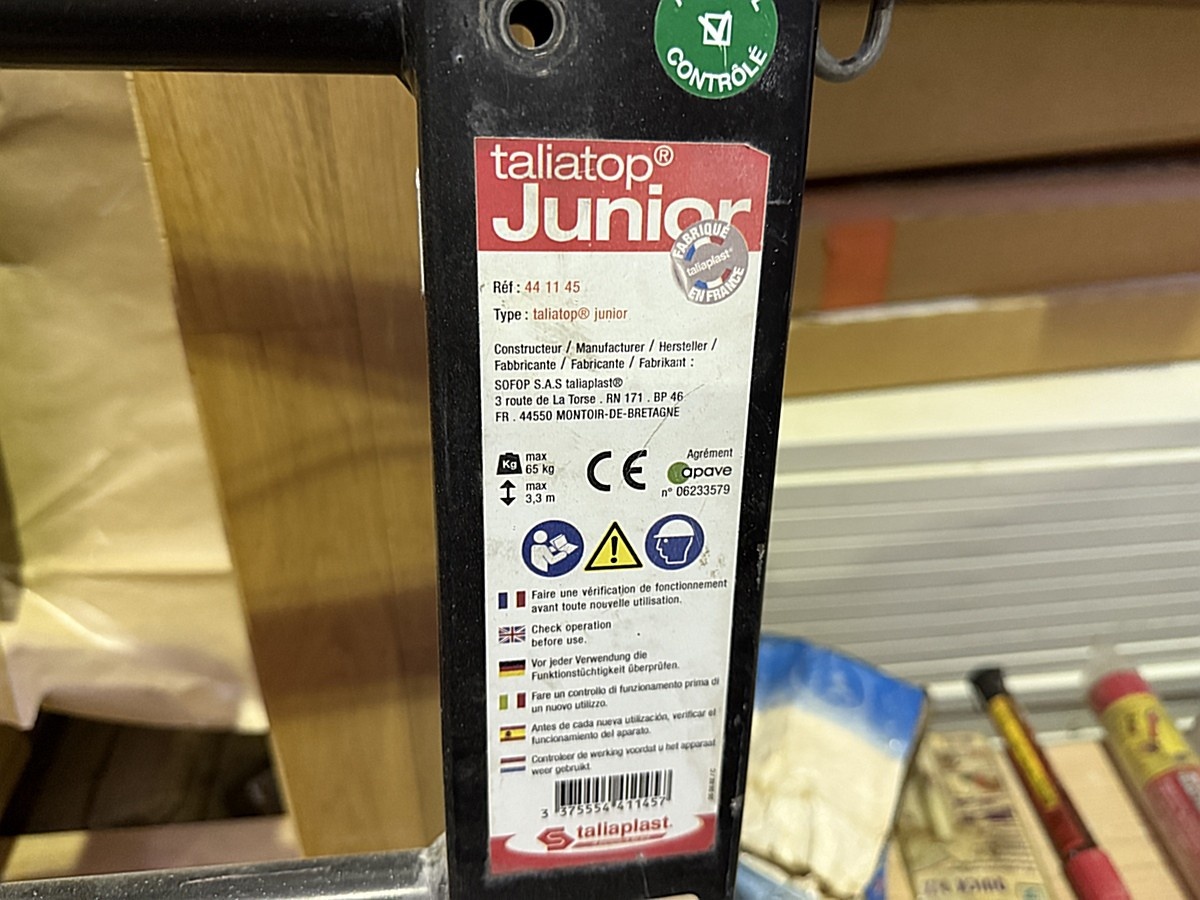 CONTRÔLÉ
taliatop®
Junior
FABRIQUÉ
taliaplast®
EN FRANCE
Réf : 44 11 45
Type : taliatop® junior
Constructeur / Manufacturer / Hersteller /
Fabbricante / Fabricante / Fabrikant :
SOFOP S.A.S taliaplast®
3 route de La Torse . RN 171 . BP 46
FR . 44550 MONTOIR-DE-BRETAGNE
Kg
max
65 kg
max
3,3 m
CE
Agrément
apave
n° 06233579
Faire une vérification de fonctionnement
avant toute nouvelle utilisation.
Check operation
before use.
Vor jeder Verwendung die
Funktionstüchtigkeit überprüfen.
Fare un controllo di funzionamento prima di
un nuovo utilizzo.
Antes de cada nueva utilización, verificar el
funcionamiento del aparato.
Controleer de werking voordat u het apparaat
weer gebruikt.
3 375554 411457
taliaplast.